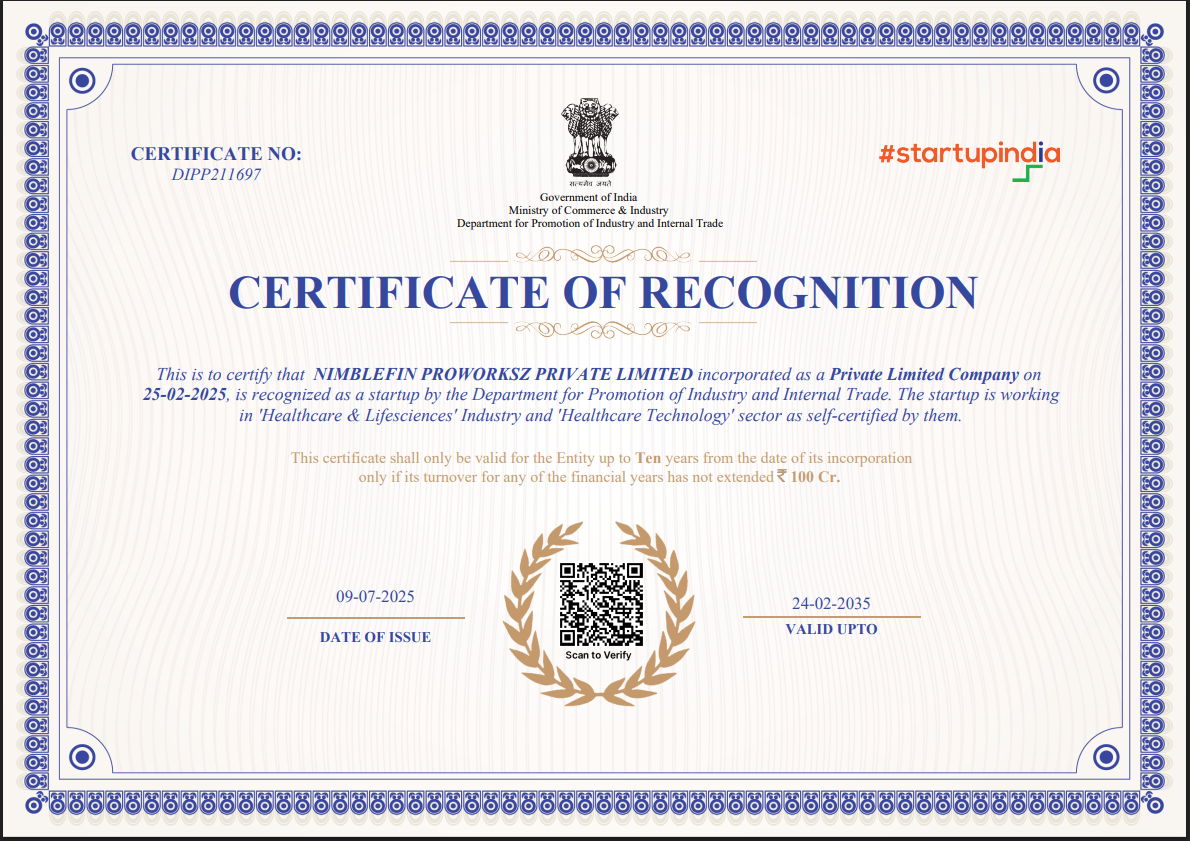 CERTIFICATE NO:
DIPP211697
#startupindia
सत्यमेव जयते
Government of India
Ministry of Commerce & Industry
Department for Promotion of Industry and Internal Trade
CERTIFICATE OF RECOGNITION
This is to certify that NIMBLEFIN PROWORKSZ PRIVATE LIMITED incorporated as a Private Limited Company on
25-02-2025, is recognized as a startup by the Department for Promotion of Industry and Internal Trade. The startup is working
in 'Healthcare & Lifesciences' Industry and 'Healthcare Technology' sector as self-certified by them.
This certificate shall only be valid for the Entity up to Ten years from the date of its incorporation
only if its turnover for any of the financial years has not extended ₹ 100 Cr.
09-07-2025
DATE OF ISSUE
Scan to Verify
24-02-2035
VALID UPTO